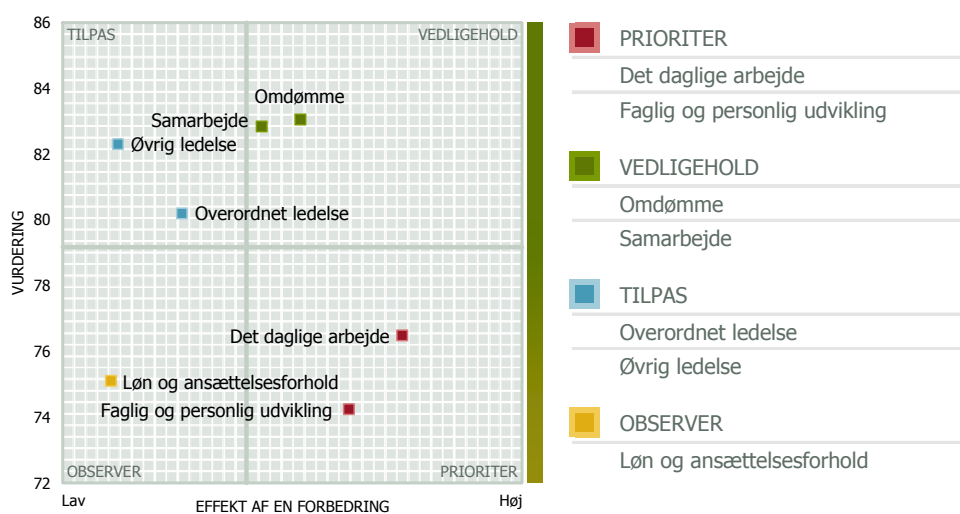 86
84
82
80
78
76
74
72
VURDERING
TILPAS
VEDLIGEHOLD
Omdømme
Samarbejde
Øvrig ledelse
Overordnet ledelse
Det daglige arbejde
Løn og ansættelsesforhold
Faglig og personlig udvikling
OBSERVER
PRIORITER
Lav
EFFEKT AF EN FORBEDRING
Høj
PRIORITER
Det daglige arbejde
Faglig og personlig udvikling
VEDLIGEHOLD
Omdømme
Samarbejde
TILPAS
Overordnet ledelse
Øvrig ledelse
OBSERVER
Løn og ansættelsesforhold